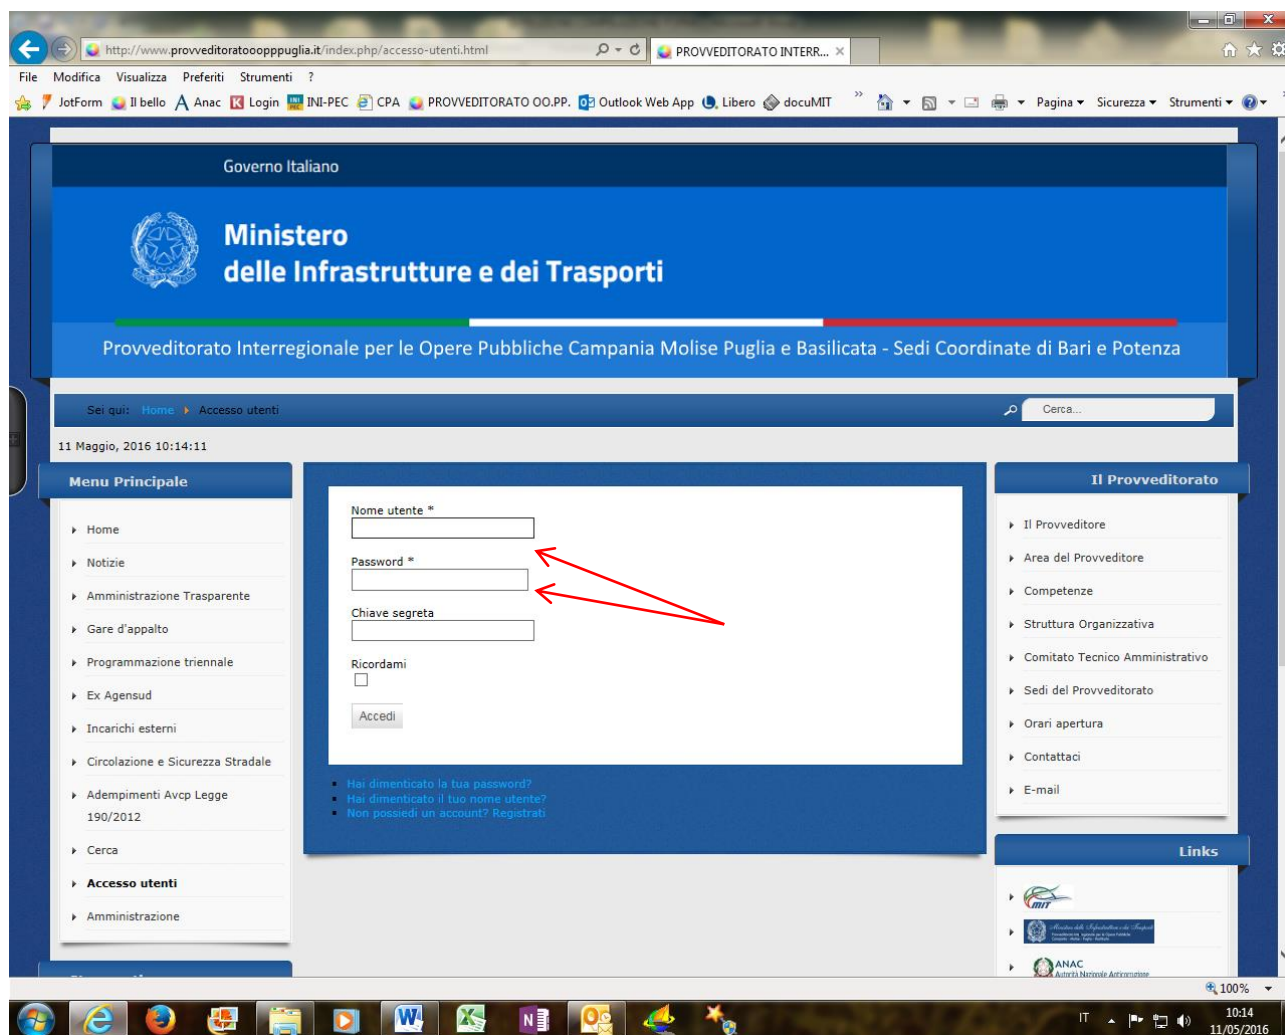 http://www.provveditoratooopppuglia.it/index.php/accesso-utenti.html
PROVVEDITORATO INTERR...
File Modifica Visualizza Preferiti Strumenti ?
JotForm Il bello Anac Login INI-PEC CPA PROVVEDITORATO OO.PP. Outlook Web App Libero docuMIT » Pagina Sicurezza Strumenti
Governo Italiano
Ministero
delle Infrastrutture e dei Trasporti
Provveditorato Interregionale per le Opere Pubbliche Campania Molise Puglia e Basilicata - Sedi Coordinate di Bari e Potenza
Sei qui: Home Accesso utenti
Cerca...
11 Maggio, 2016 10:14:11
Menu Principale
Home
Notizie
Amministrazione Trasparente
Gare d'appalto
Programmazione triennale
Ex Agensud
Incarichi esterni
Circolazione e Sicurezza Stradale
Adempimenti Avcp Legge
190/2012
Cerca
Accesso utenti
Amministrazione
Nome utente *
Password *
Chiave segreta
Ricordami
Accedi
Hai dimenticato la tua password?
Hai dimenticato il tuo nome utente?
Non possiedi un account? Registrati
Il Provveditorato
Il Provveditore
Area del Provveditore
Competenze
Struttura Organizzativa
Comitato Tecnico Amministrativo
Sedi del Provveditorato
Orari apertura
Contattaci
E-mail
Links
MIT
ANAC
Autorità Nazionale Anticorruzione
100%
IT
10:14
11/05/2016